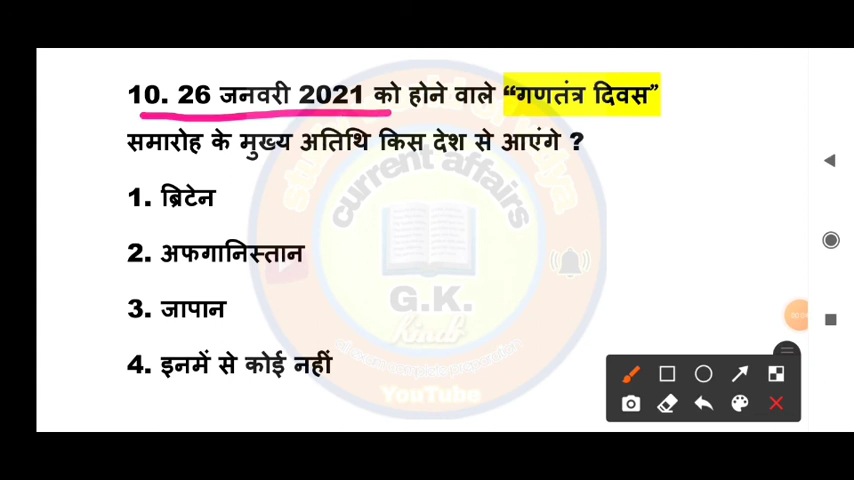 10. 26 जनवरी 2021 को होने वाले “गणतंत्र दिवस”
समारोह के मुख्य अतिथि किस देश से आएंगे ?
1. ब्रिटेन
2. अफगानिस्तान
3. जापान
4. इनमें से कोई नहीं
current affairs
G.K.
hindi
YouTube